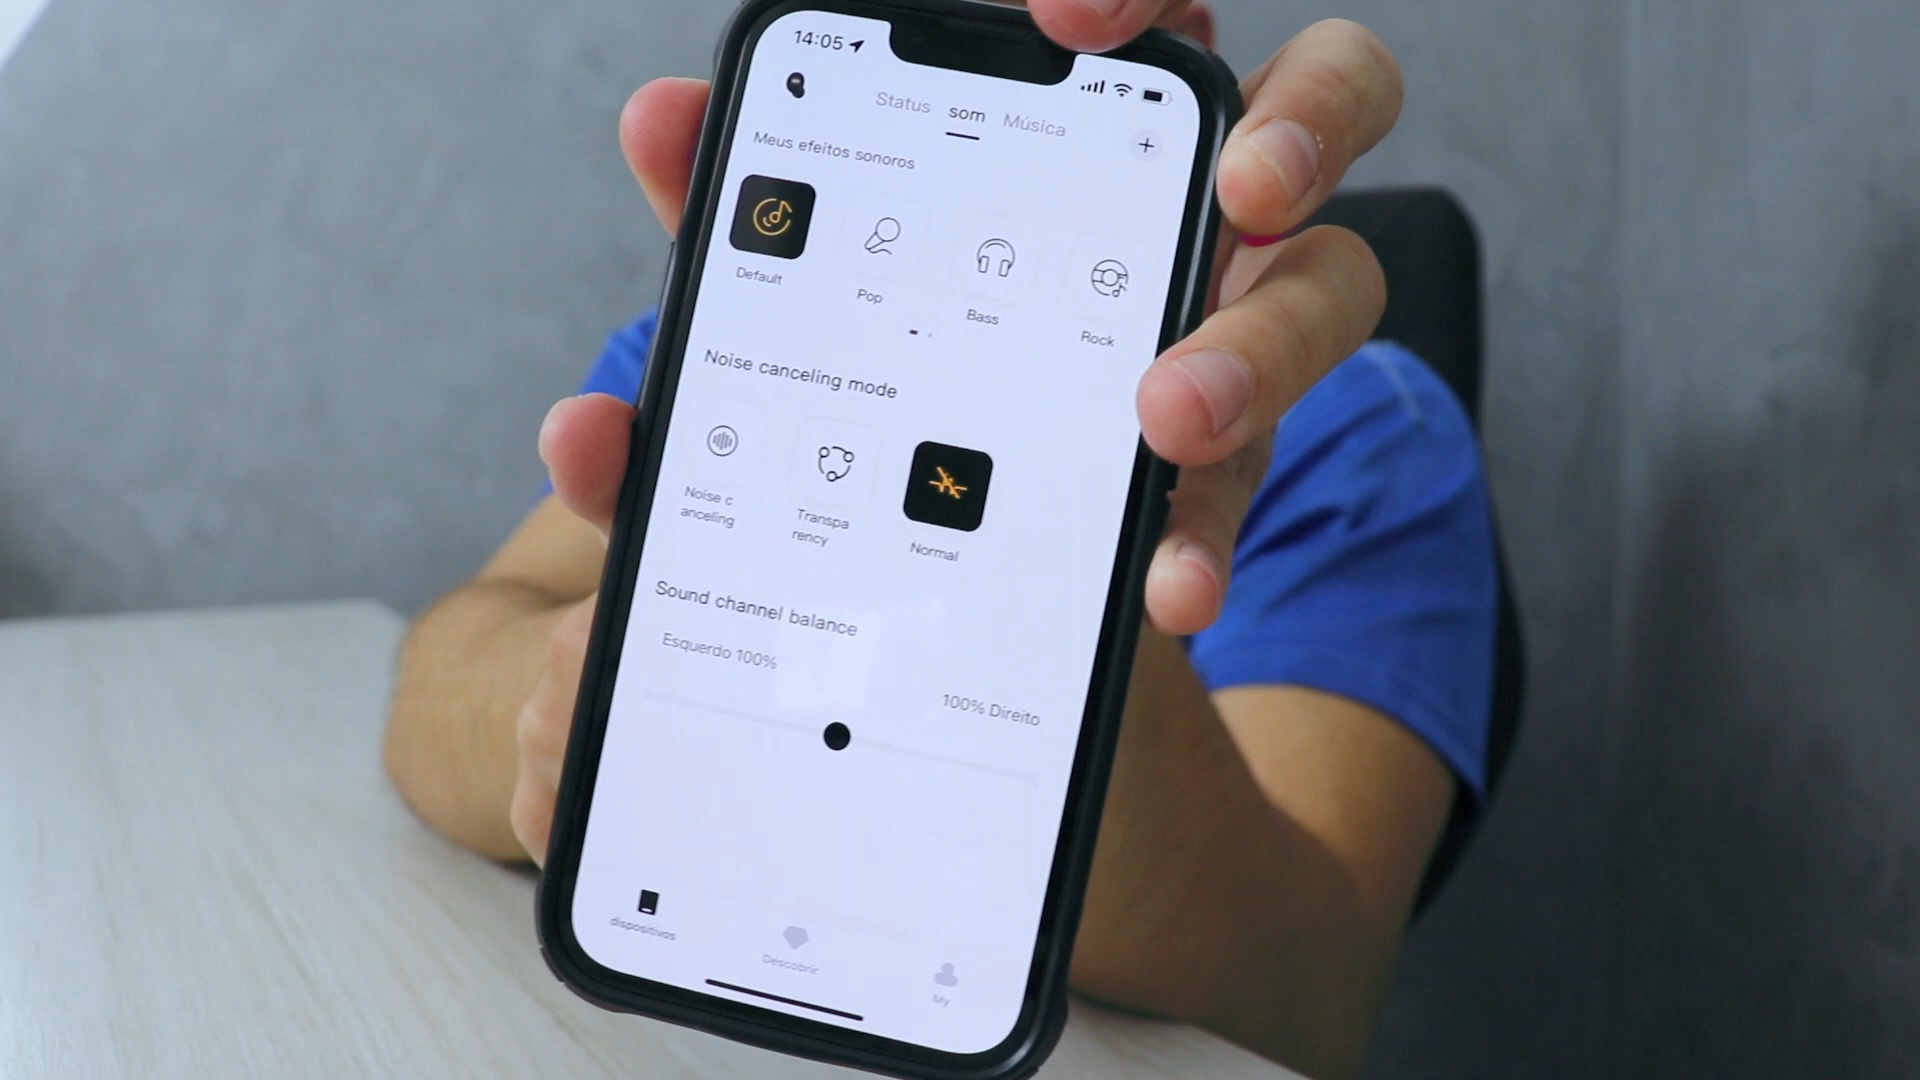 14:05
Status som Música
+
Meus efeitos sonoros
Default Pop Bass Rock
Noise canceling mode
Noise c
anceling
Transpa
rency
Normal
Sound channel balance
Esquerdo 100%
100% Direito
dispositivos Descobrir My